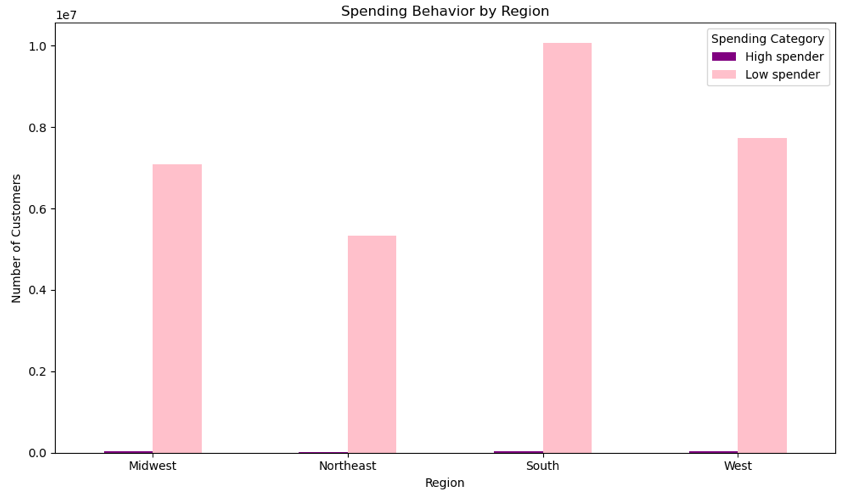 Spending Behavior by Region
1e7
Spending Category
High spender
Low spender
1.0
0.8
0.6
0.4
0.2
0.0
Number of Customers
Midwest Northeast South West
Region